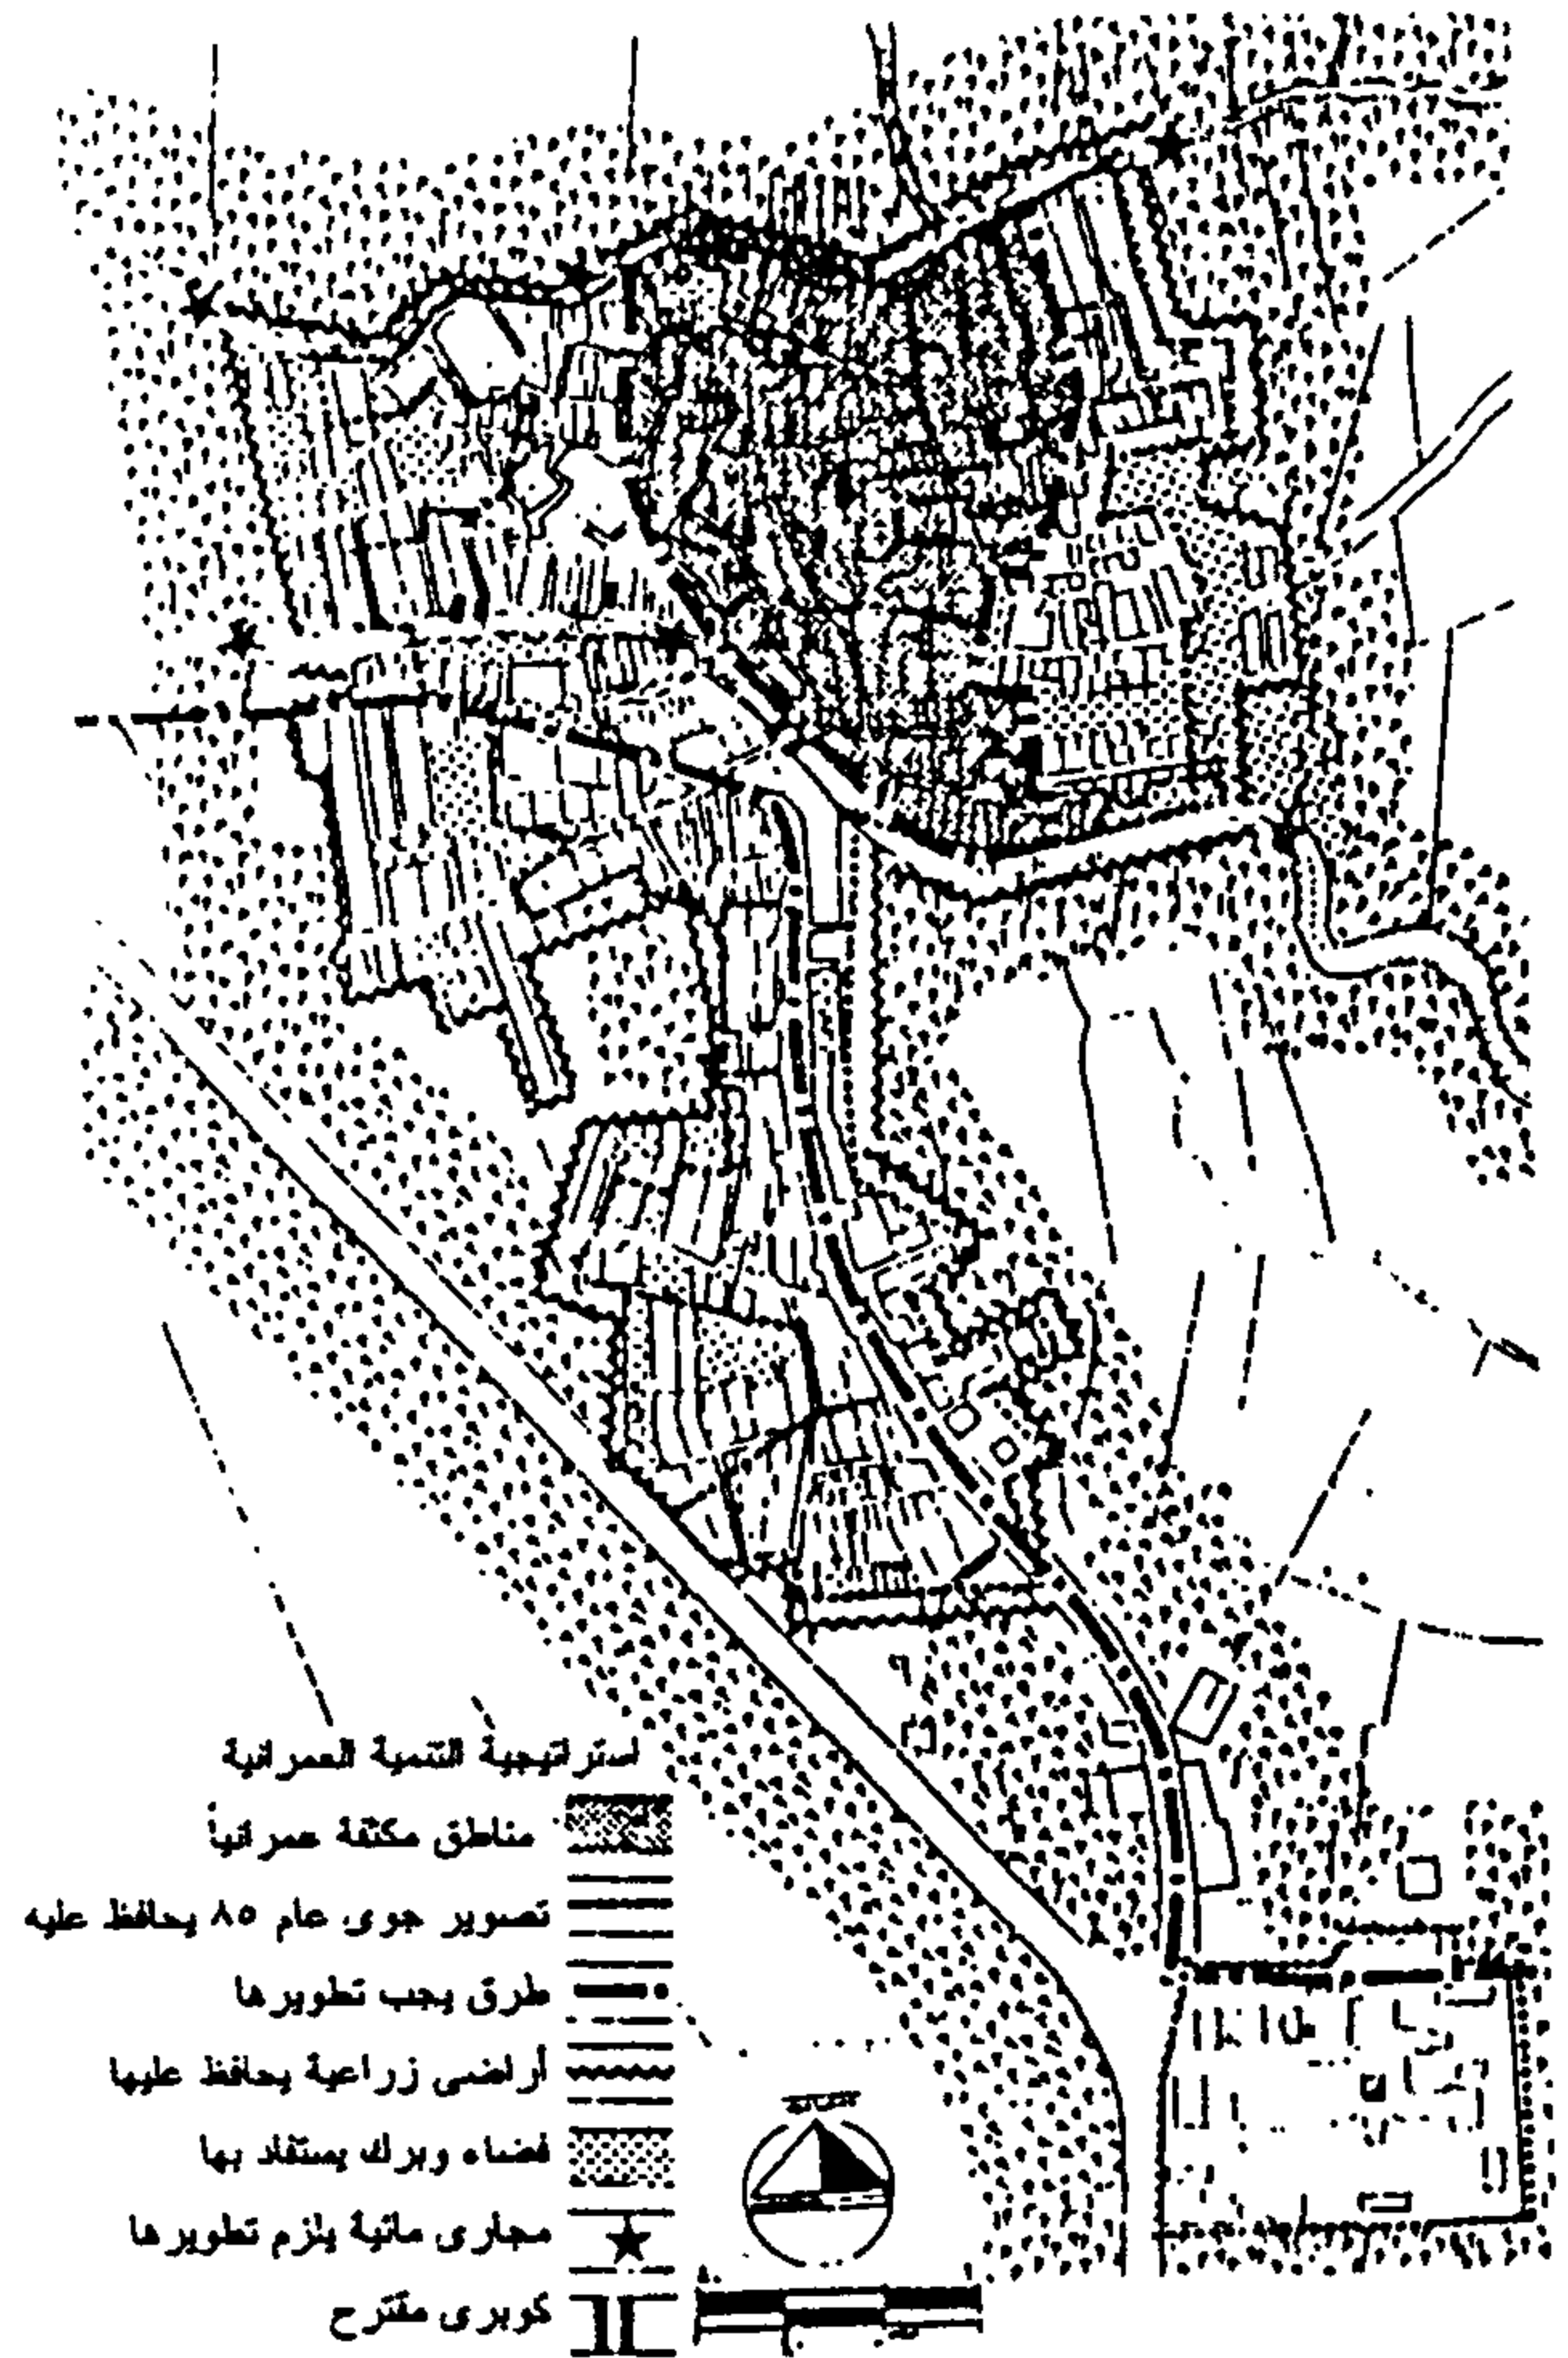 استراتيجية التنمية العمرانية
مناطق مكثفة عمرانياً
تصوير جوى عام ٨٥ يحافظ عليه
طرق يجب تطويرها
أراضى زراعية يحافظ عليها
فضاء وبرك يستفاد بها
مجارى مائية يلزم تطويرها
كوبرى مقترح